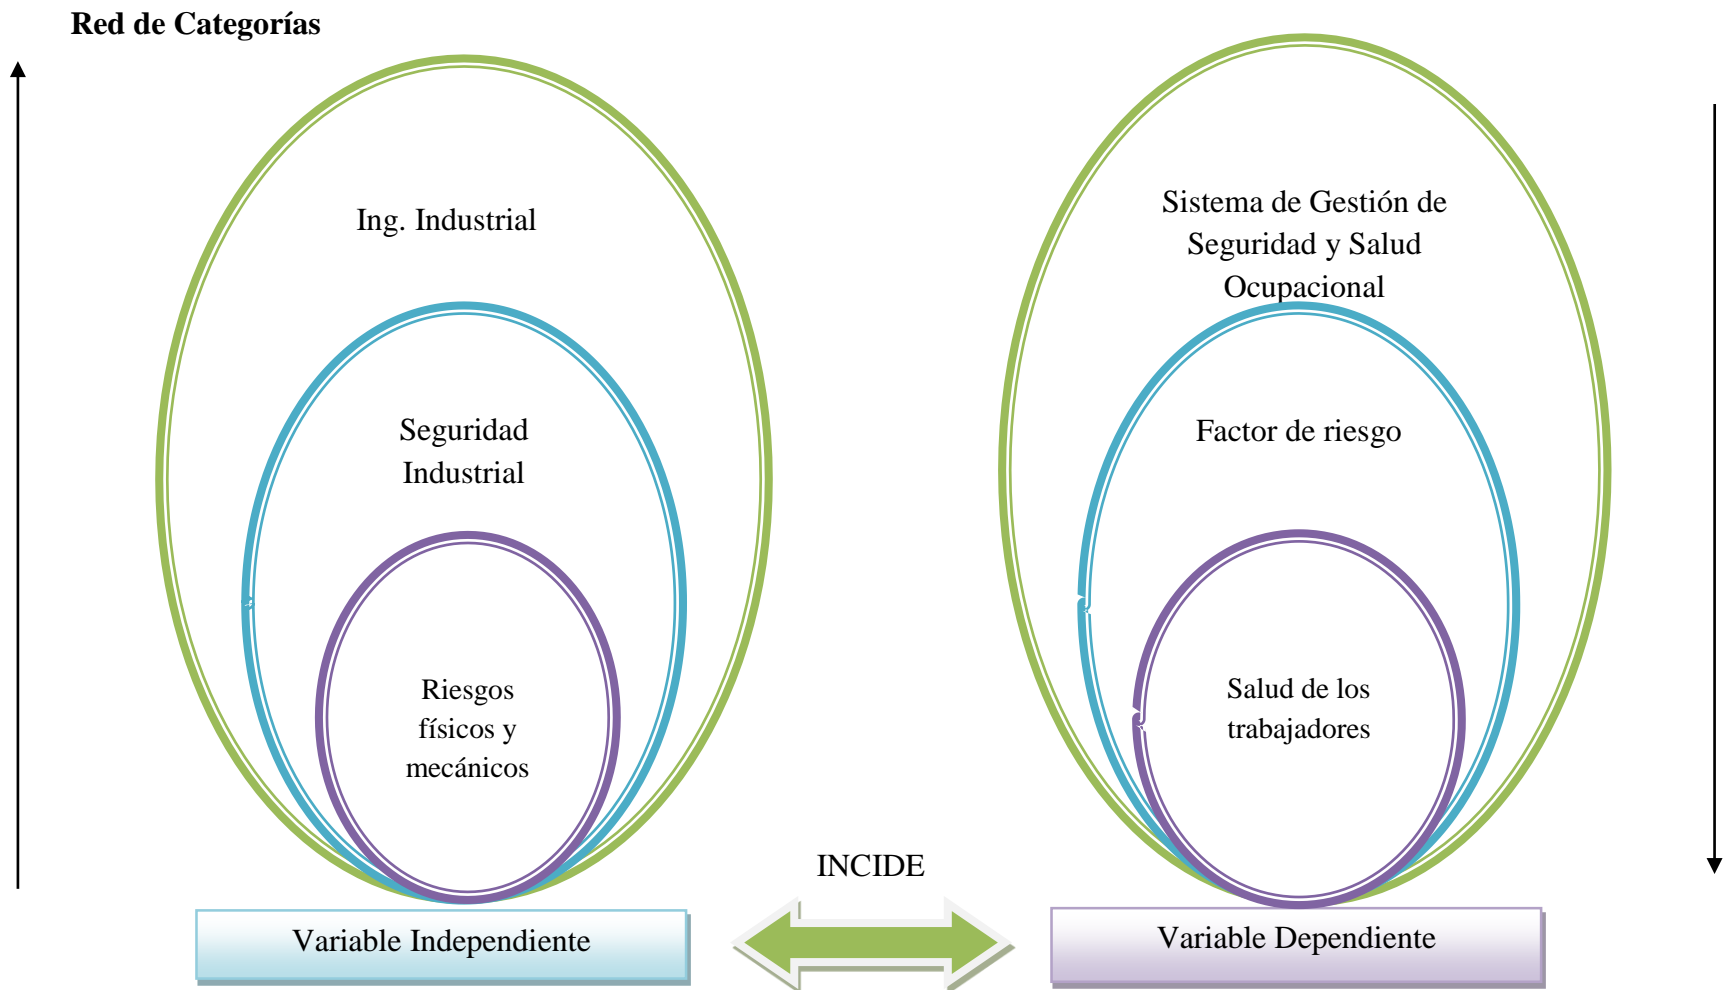 Red de Categorías
Ing. Industrial
Seguridad
Industrial
Riesgos
físicos y
mecánicos
Variable Independiente
INCIDE
Sistema de Gestión de
Seguridad y Salud
Ocupacional
Factor de riesgo
Salud de los
trabajadores
Variable Dependiente